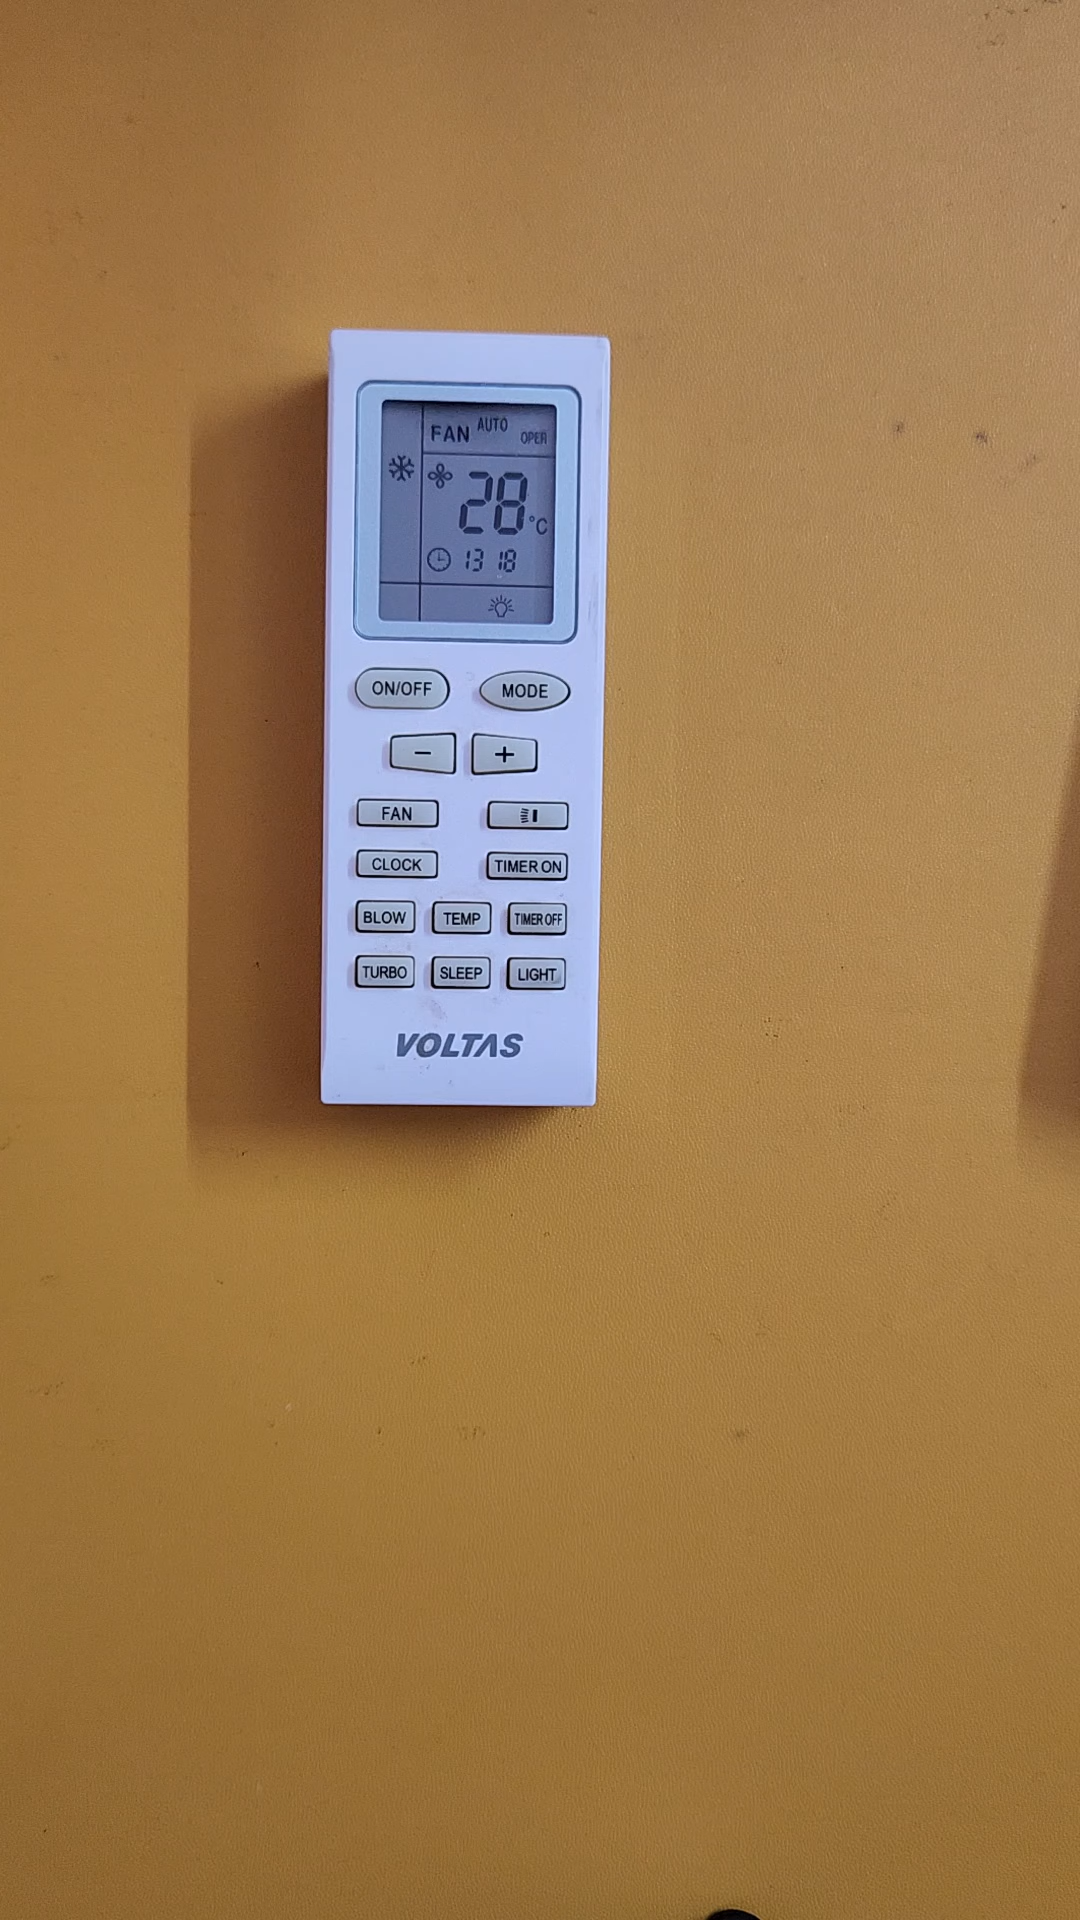 FAN AUTO OPER
28 °C
13 18
ON/OFF MODE
− +
FAN
CLOCK TIMER ON
BLOW TEMP TIMER OFF
TURBO SLEEP LIGHT
VOLTAS